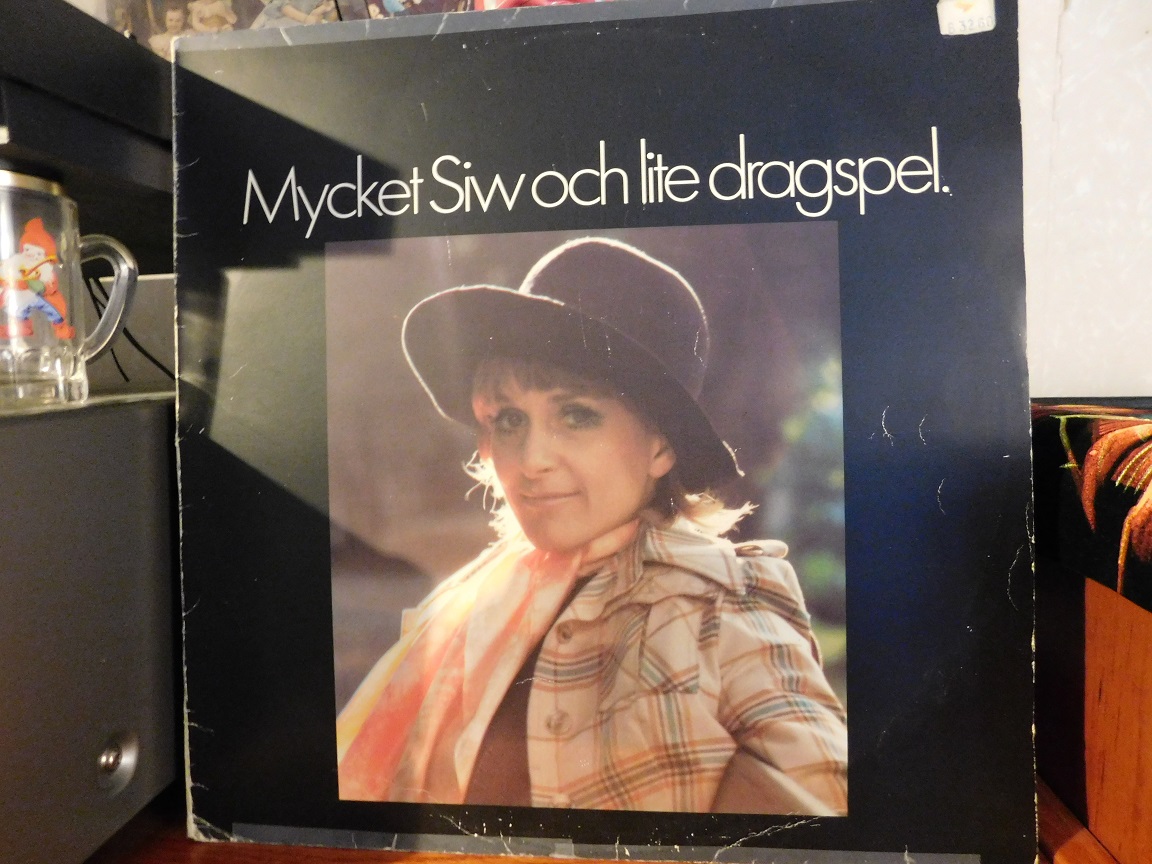 Mycket Siw och lite dragspel.